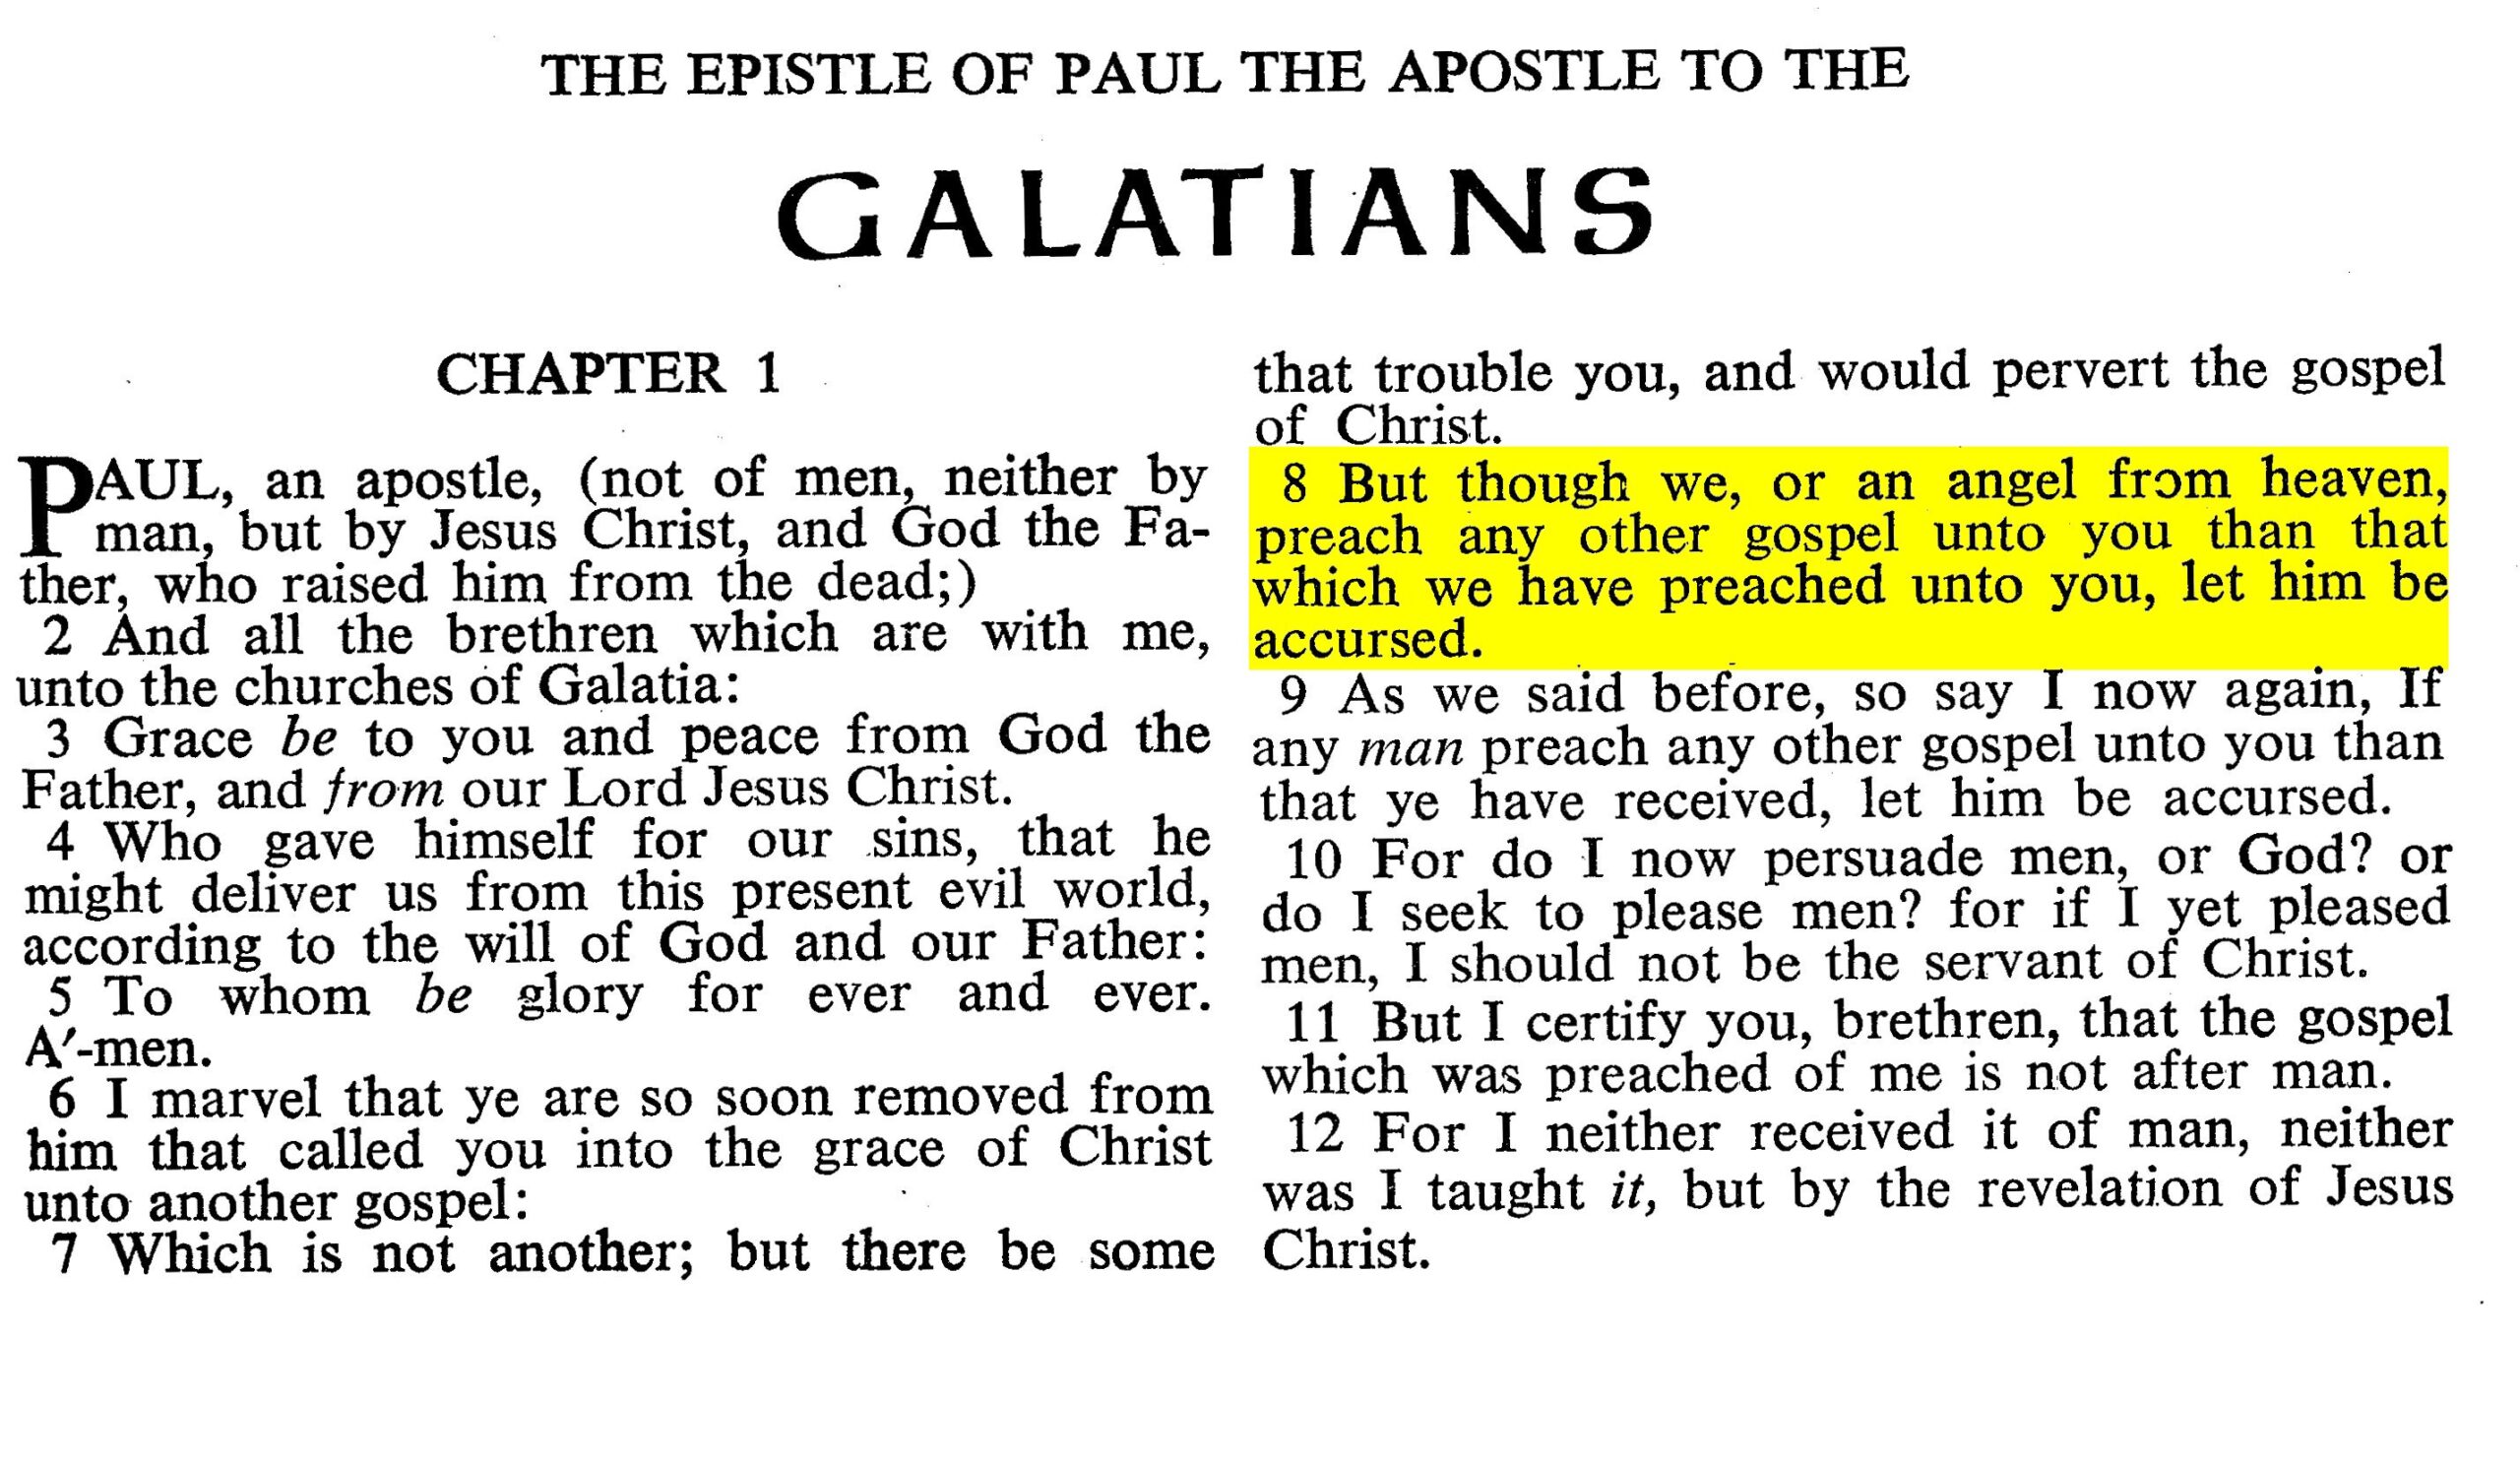 THE EPISTLE OF PAUL THE APOSTLE TO THE
GALATIANS
CHAPTER 1
PAUL, an apostle, (not of men, neither by
man, but by Jesus Christ, and God the Fa-
ther, who raised him from the dead;)
2 And all the brethren which are with me,
unto the churches of Galatia:
3 Grace be to you and peace from God the
Father, and from our Lord Jesus Christ.
4 Who gave himself for our sins, that he
might deliver us from this present evil world,
according to the will of God and our Father:
5 To whom be glory for ever and ever.
A′-men.
6 I marvel that ye are so soon removed from
him that called you into the grace of Christ
unto another gospel:
7 Which is not another; but there be some
that trouble you, and would pervert the gospel
of Christ.
8 But though we, or an angel from heaven,
preach any other gospel unto you than that
which we have preached unto you, let him be
accursed.
9 As we said before, so say I now again, If
any man preach any other gospel unto you than
that ye have received, let him be accursed.
10 For do I now persuade men, or God? or
do I seek to please men? for if I yet pleased
men, I should not be the servant of Christ.
11 But I certify you, brethren, that the gospel
which was preached of me is not after man.
12 For I neither received it of man, neither
was I taught it, but by the revelation of Jesus
Christ.